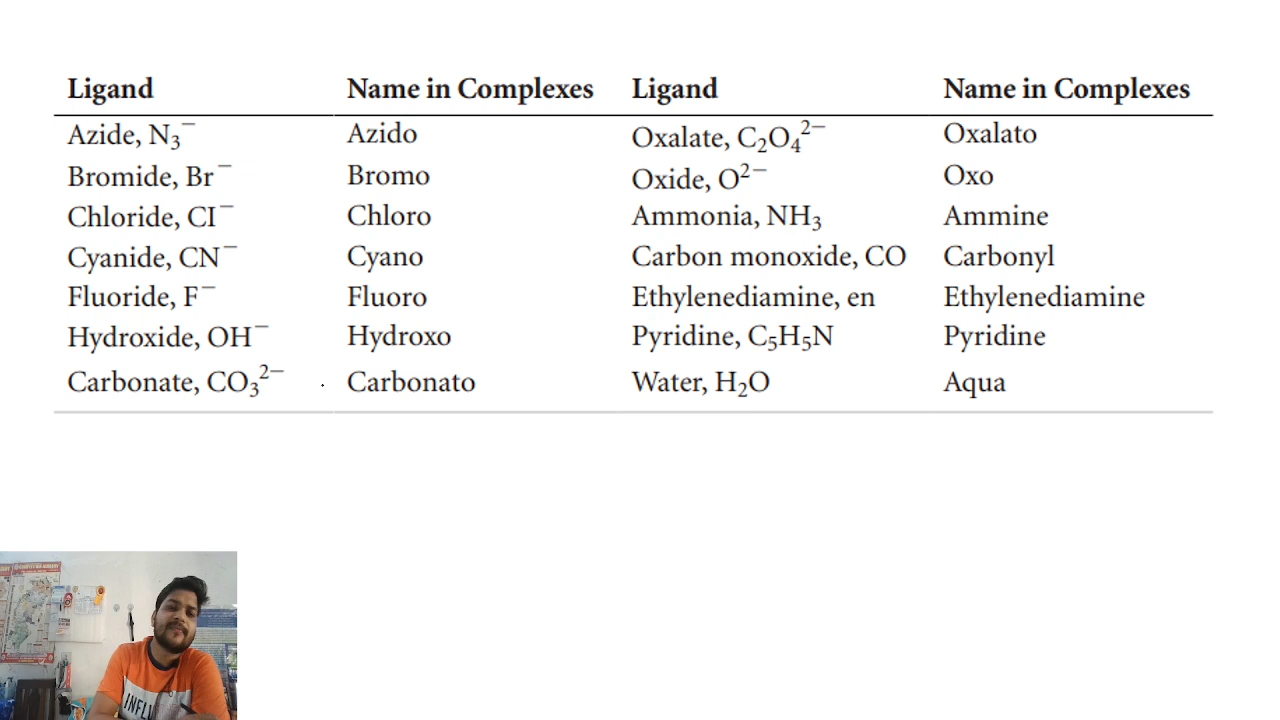 Ligand Name in Complexes Ligand Name in Complexes
Azide, N₃⁻ Azido Oxalate, C₂O₄²⁻ Oxalato
Bromide, Br⁻ Bromo Oxide, O²⁻ Oxo
Chloride, CI⁻ Chloro Ammonia, NH₃ Ammine
Cyanide, CN⁻ Cyano Carbon monoxide, CO Carbonyl
Fluoride, F⁻ Fluoro Ethylenediamine, en Ethylenediamine
Hydroxide, OH⁻ Hydroxo Pyridine, C₅H₅N Pyridine
Carbonate, CO₃²⁻ Carbonato Water, H₂O Aqua
INFL